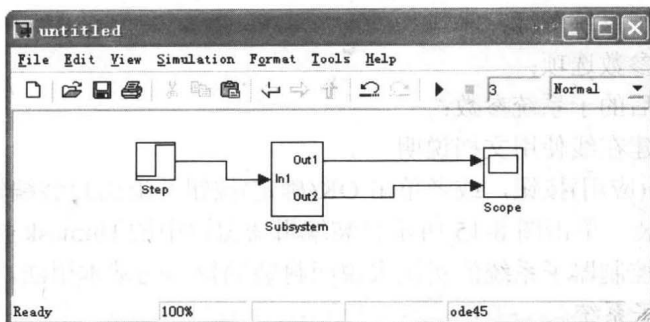 untitled
File Edit View Simulation Format Tools Help
3 Normal
Step
In1
Out1
Out2
Subsystem
Scope
Ready 100% ode45